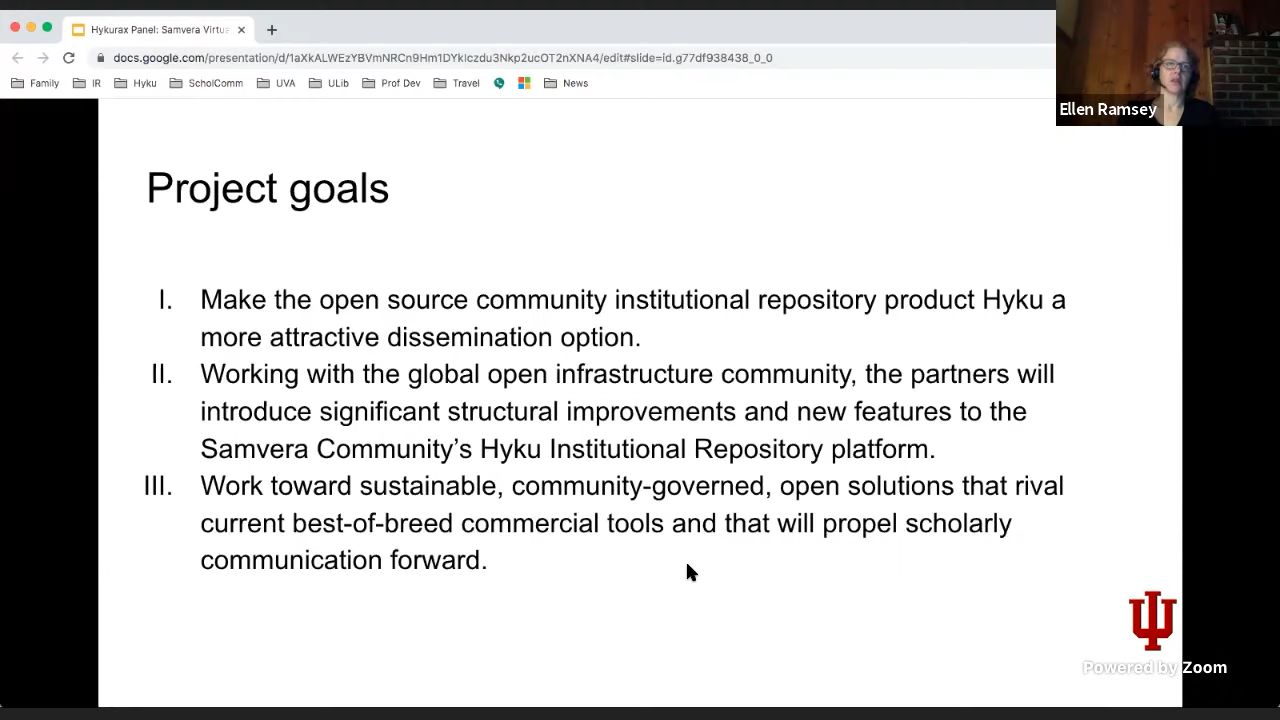 Hykurax Panel: Samvera Virtua
docs.google.com/presentation/d/1aXkALWEzYBVmNRCn9Hm1DYkIczdu3Nkp2ucOT2nXNA4/edit#slide=id.g77df938438_0_0
Family IR Hyku ScholComm UVA ULib Prof Dev Travel News
Ellen Ramsey
Project goals
I. Make the open source community institutional repository product Hyku a
more attractive dissemination option.
II. Working with the global open infrastructure community, the partners will
introduce significant structural improvements and new features to the
Samvera Community’s Hyku Institutional Repository platform.
III. Work toward sustainable, community-governed, open solutions that rival
current best-of-breed commercial tools and that will propel scholarly
communication forward.
Powered by Zoom